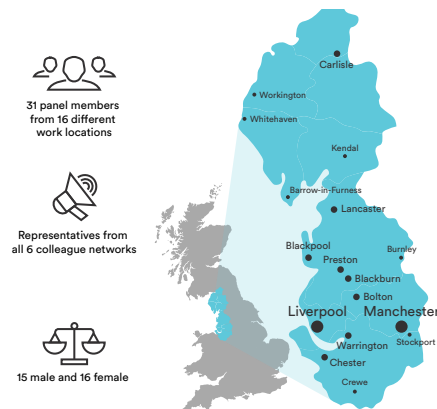 31 panel members
from 16 different
work locations
Representatives from
all 6 colleague networks
15 male and 16 female
Carlisle
Workington
Whitehaven
Kendal
Barrow-in-Furness
Lancaster
Blackpool
Burnley
Preston
Blackburn
Bolton
Liverpool
Manchester
Stockport
Warrington
Chester
Crewe